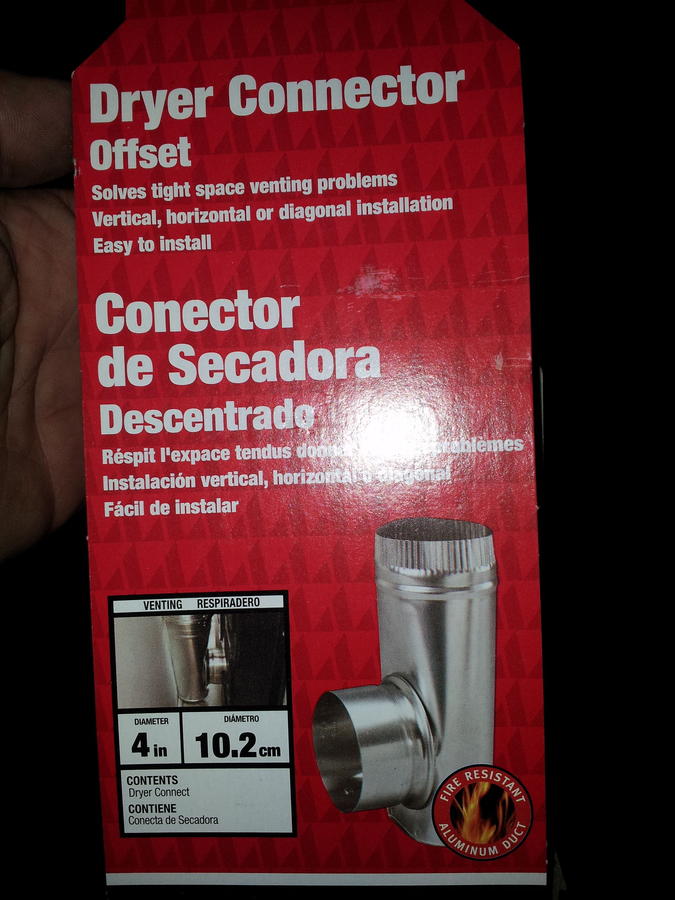 Dryer Connector
Offset
Solves tight space venting problems
Vertical, horizontal or diagonal installation
Easy to install
Conector
de Secadora
Descentrado
Réspit l'expace tendus problèmes
Instalación vertical, horizontal o diagonal
Fácil de instalar
VENTING RESPIRADERO
DIAMETER DIÁMETRO
4 in 10.2 cm
CONTENTS
Dryer Connect
CONTIENE
Conecta de Secadora
FIRE RESISTANT
ALUMINUM DUCT